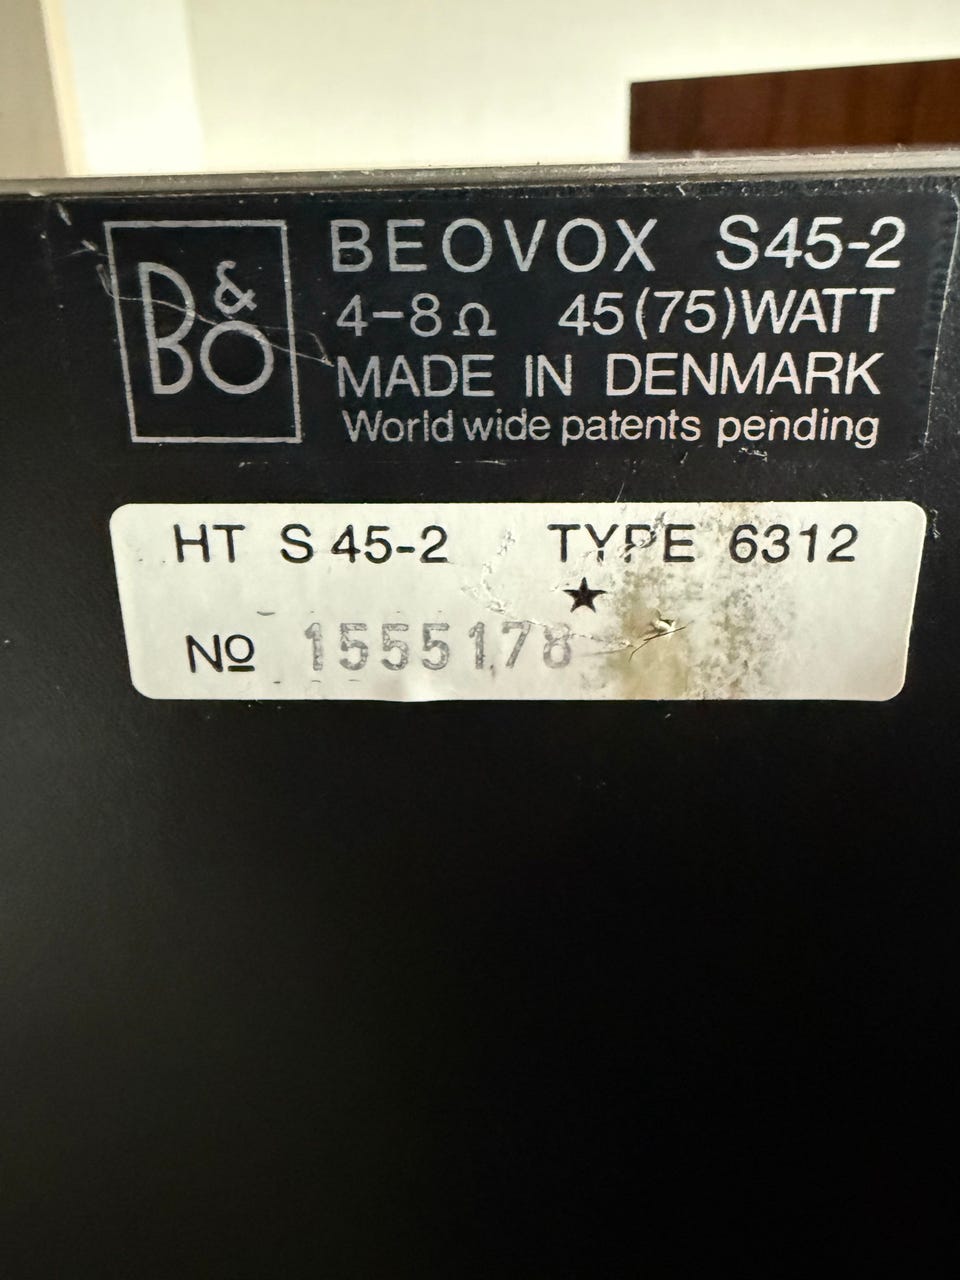 B&O
BEOVOX S45-2
4-8Ω 45(75)WATT
MADE IN DENMARK
World wide patents pending
HT S 45-2 TYPE 6312
★
No 1555178